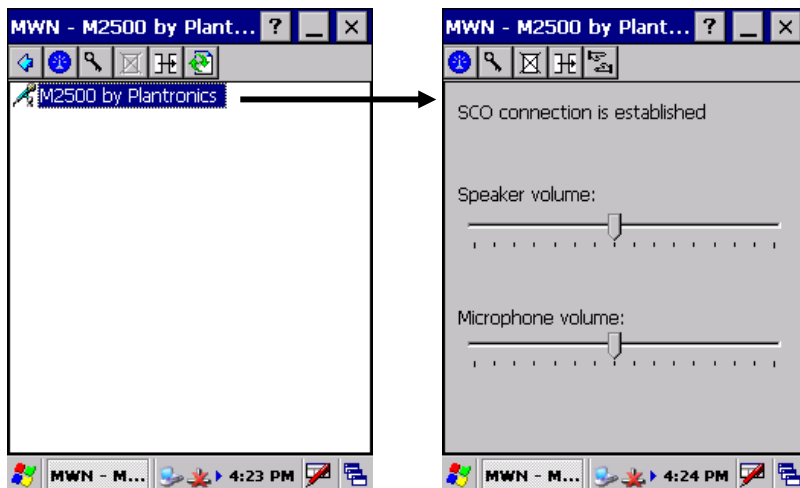 MWN - M2500 by Plant... ?
M2500 by Plantronics
MWN - M... 4:23 PM
MWN - M2500 by Plant... ?
SCO connection is established
Speaker volume:
Microphone volume:
MWN - M... 4:24 PM